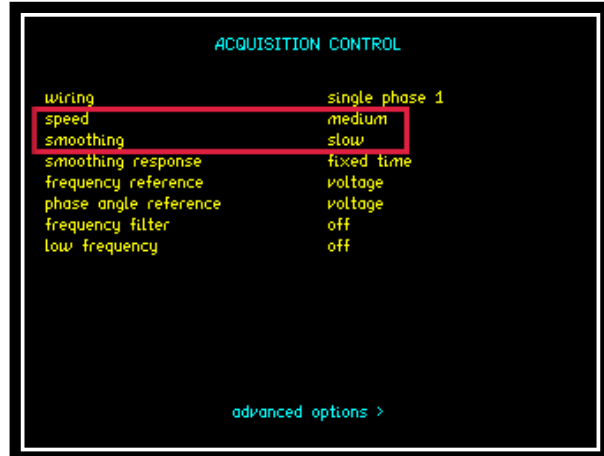 ACQUISITION CONTROL
wiring single phase 1
speed medium
smoothing slow
smoothing response fixed time
frequency reference voltage
phase angle reference voltage
frequency filter off
low frequency off
advanced options >